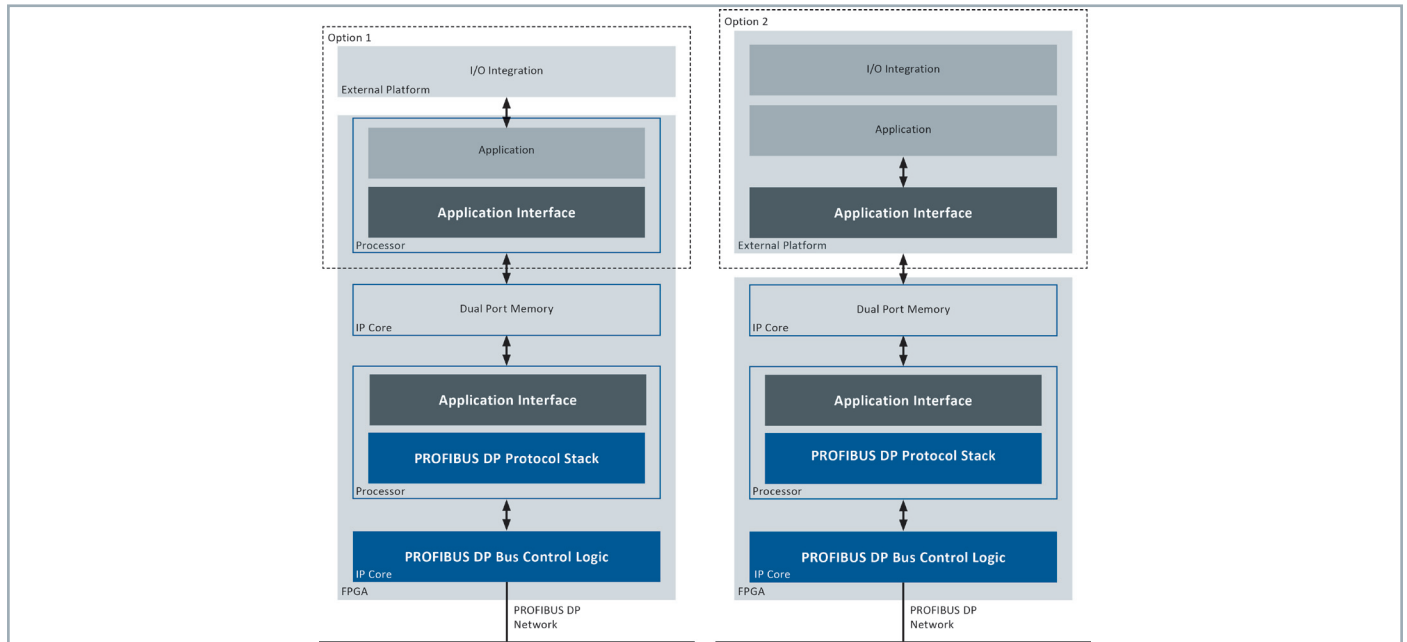 Option 1
I/O Integration
External Platform
Application
Application Interface
Processor
Dual Port Memory
IP Core
Application Interface
PROFIBUS DP Protocol Stack
Processor
PROFIBUS DP Bus Control Logic
IP Core
FPGA
PROFIBUS DP
Network
Option 2
I/O Integration
Application
Application Interface
External Platform
Dual Port Memory
IP Core
Application Interface
PROFIBUS DP Protocol Stack
Processor
PROFIBUS DP Bus Control Logic
IP Core
FPGA
PROFIBUS DP
Network